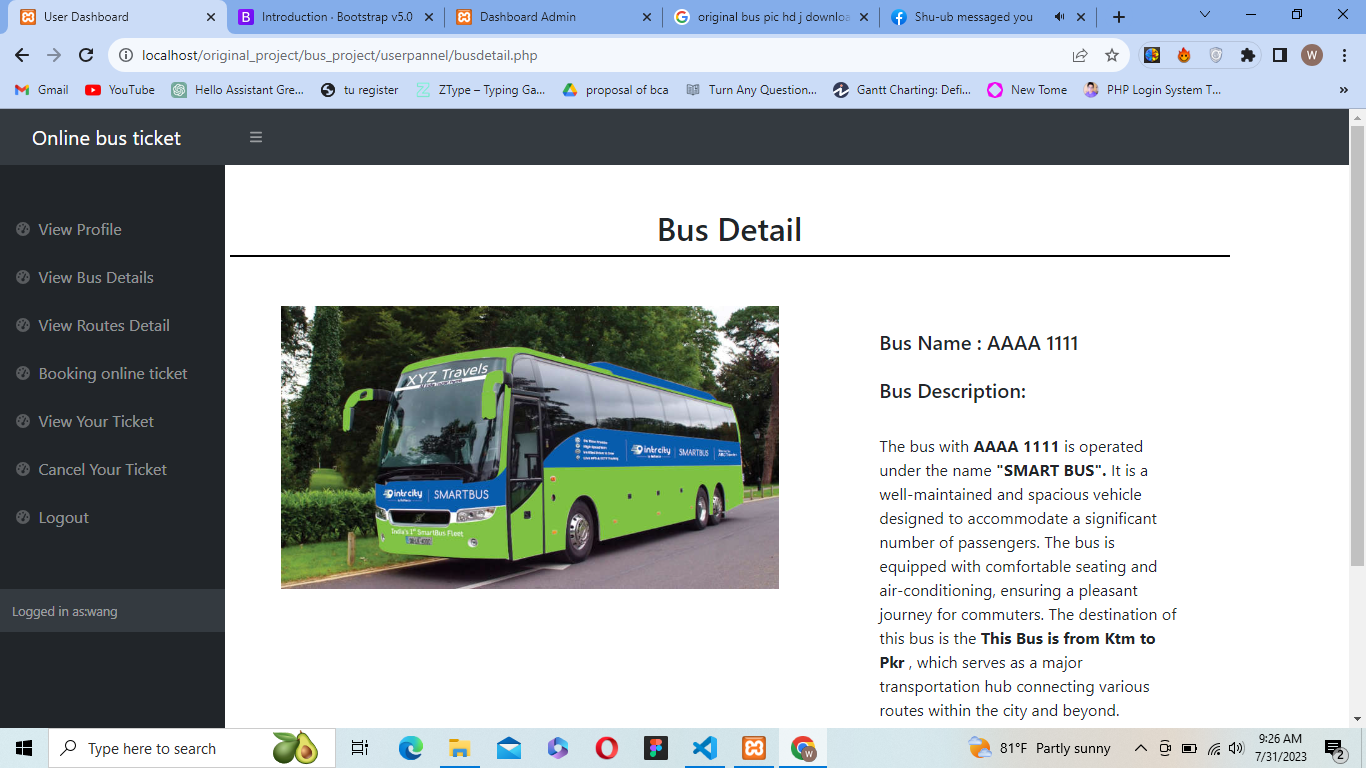 User Dashboard
Introduction · Bootstrap v5.0
Dashboard Admin
original bus pic hd j downloa
Shu-ub messaged you
localhost/original_project/bus_project/userpannel/busdetail.php
W
Gmail
YouTube
Hello Assistant Gre...
tu register
ZType – Typing Ga...
proposal of bca
Turn Any Question...
Gantt Charting: Defi...
New Tome
PHP Login System T...
»
Online bus ticket
View Profile
View Bus Details
View Routes Detail
Booking online ticket
View Your Ticket
Cancel Your Ticket
Logout
Logged in as:wang
Bus Detail
XYZ Travels
intrcity
SMARTBUS
intrcity | SMARTBUS
India's 1st SmartBus Fleet
Bus Name : AAAA 1111
Bus Description:
The bus with AAAA 1111 is operated
under the name "SMART BUS". It is a
well-maintained and spacious vehicle
designed to accommodate a significant
number of passengers. The bus is
equipped with comfortable seating and
air-conditioning, ensuring a pleasant
journey for commuters. The destination of
this bus is the This Bus is from Ktm to
Pkr , which serves as a major
transportation hub connecting various
routes within the city and beyond.
Type here to search
W
81°F Partly sunny
9:26 AM
7/31/2023
2